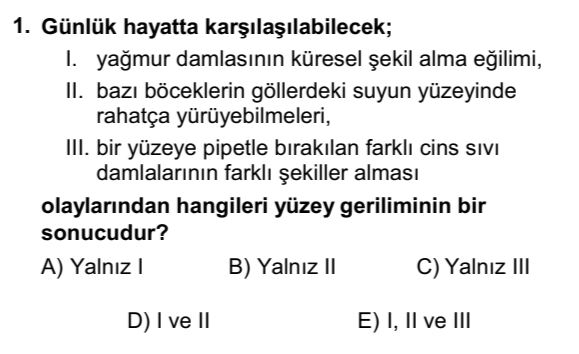 1. Günlük hayatta karşılaşılabilecek;
I. yağmur damlasının küresel şekil alma eğilimi,
II. bazı böceklerin göllerdeki suyun yüzeyinde
rahatça yürüyebilmeleri,
III. bir yüzeye pipetle bırakılan farklı cins sıvı
damlalarının farklı şekiller alması
olaylarından hangileri yüzey geriliminin bir
sonucudur?
A) Yalnız I B) Yalnız II C) Yalnız III
D) I ve II E) I, II ve III